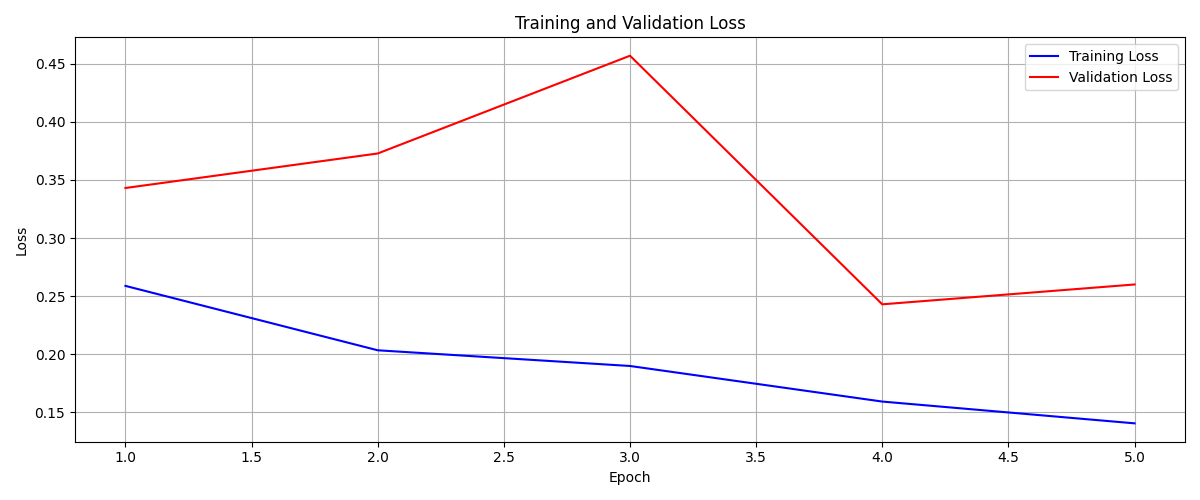 Training and Validation Loss
Training Loss
Validation Loss
Loss
0.45
0.40
0.35
0.30
0.25
0.20
0.15
1.0 1.5 2.0 2.5 3.0 3.5 4.0 4.5 5.0
Epoch